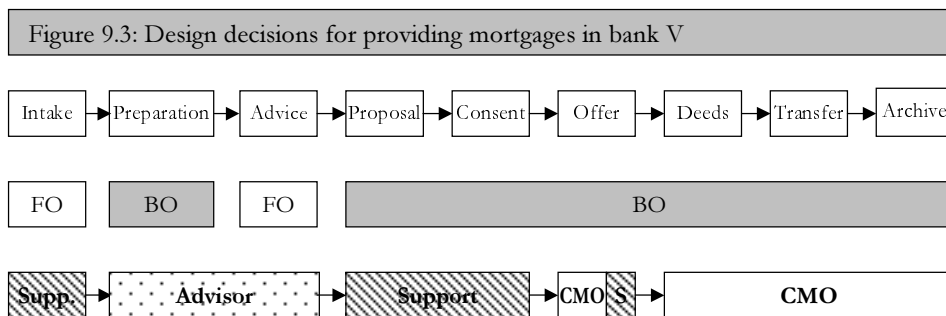 Figure 9.3: Design decisions for providing mortgages in bank V
Intake Preparation Advice Proposal Consent Offer Deeds Transfer Archive
FO BO FO BO
Supp. Advisor Support CMO S CMO